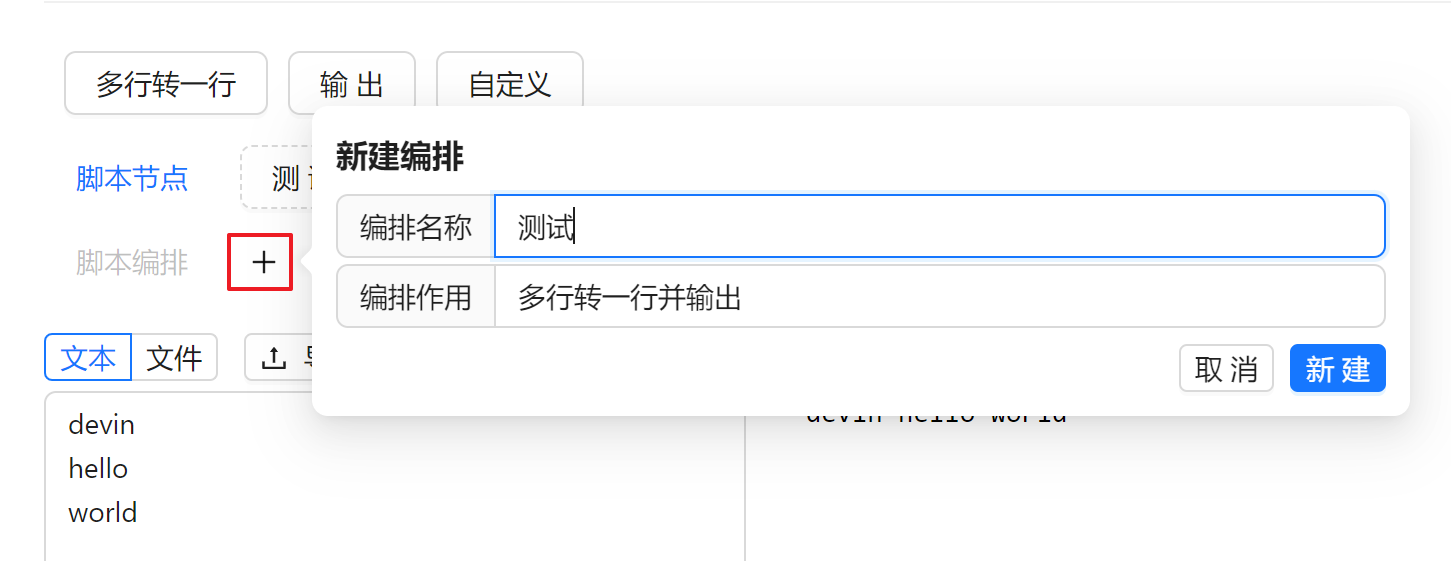 多行转一行 输出 自定义
新建编排
脚本节点 测
编排名称 测试
脚本编排
编排作用 多行转一行并输出
文本 文件
取消 新建
devin
hello
world
devin hello world